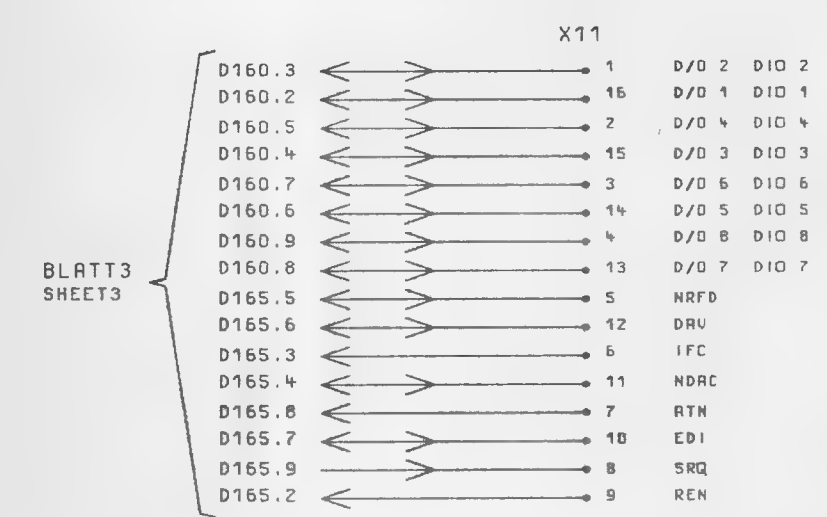 X11
D160.3 1 D/O 2 DIO 2
D160.2 16 D/O 1 DIO 1
D160.5 2 D/O 4 DIO 4
D160.4 15 D/O 3 DIO 3
D160.7 3 D/O 6 DIO 6
D160.6 14 D/O 5 DIO 5
D160.9 4 D/O 8 DIO 8
D160.8 13 D/O 7 DIO 7
BLATT3
SHEET3
D165.5 5 NRFD
D165.6 12 DAV
D165.3 6 IFC
D165.4 11 NDAC
D165.8 7 ATN
D165.7 10 EDI
D165.9 8 SRQ
D165.2 9 REN